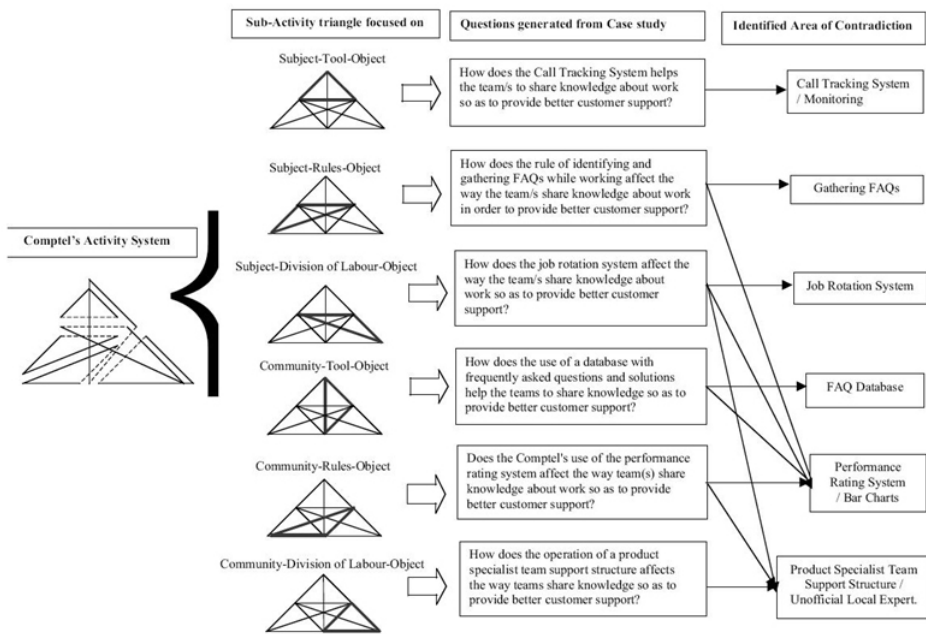 Sub-Activity triangle focused on
Questions generated from Case study
Identified Area of Contradiction
Comptel's Activity System
Subject-Tool-Object
How does the Call Tracking System helps
the team/s to share knowledge about work
so as to provide better customer support?
Call Tracking System
/ Monitoring
Subject-Rules-Object
How does the rule of identifying and
gathering FAQs while working affect the
way the team/s share knowledge about work
in order to provide better customer support?
Gathering FAQs
Subject-Division of Labour-Object
How does the job rotation system affect the
way the team/s share knowledge about
work so as to provide better customer
support?
Job Rotation System
Community-Tool-Object
How does the use of a database with
frequently asked questions and solutions
help the teams to share knowledge so as to
provide better customer support?
FAQ Database
Community-Rules-Object
Does the Comptel's use of the performance
rating system affect the way team(s) share
knowledge about work so as to provide
better customer support?
Performance
Rating System
/ Bar Charts
Community-Division of Labour-Object
How does the operation of a product
specialist team support structure affects
the way teams share knowledge so as to
provide better customer support?
Product Specialist Team
Support Structure /
Unofficial Local Expert.